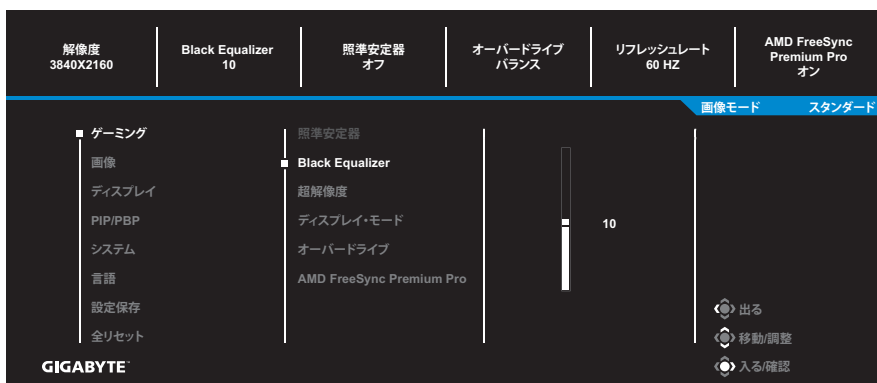 解像度
3840X2160
Black Equalizer
10
照準安定器
オフ
オーバードライブ
バランス
リフレッシュレート
60 HZ
AMD FreeSync
Premium Pro
オン
画像モード スタンダード
ゲーミング
画像
ディスプレイ
PIP/PBP
システム
言語
設定保存
全リセット
照準安定器
Black Equalizer
超解像度
ディスプレイ・モード
オーバードライブ
AMD FreeSync Premium Pro
10
出る
移動/調整
入る/確認
GIGABYTE™